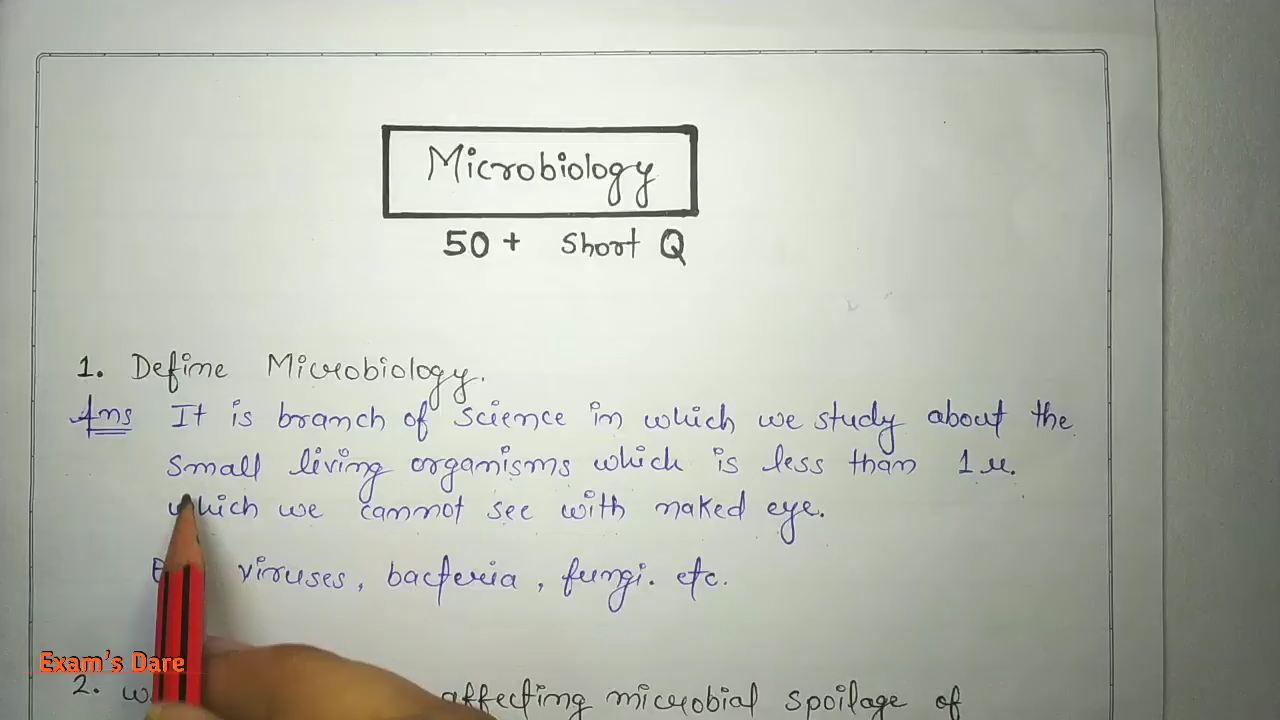 Microbiology
50+ Short Q
1. Define Microbiology.
Ans It is branch of science in which we study about the
small living organisms which is less than 1 µ.
which we cannot see with naked eye.
viruses, bacteria, fungi. etc.
Exam's Dare
2. affecting microbial spoilage of